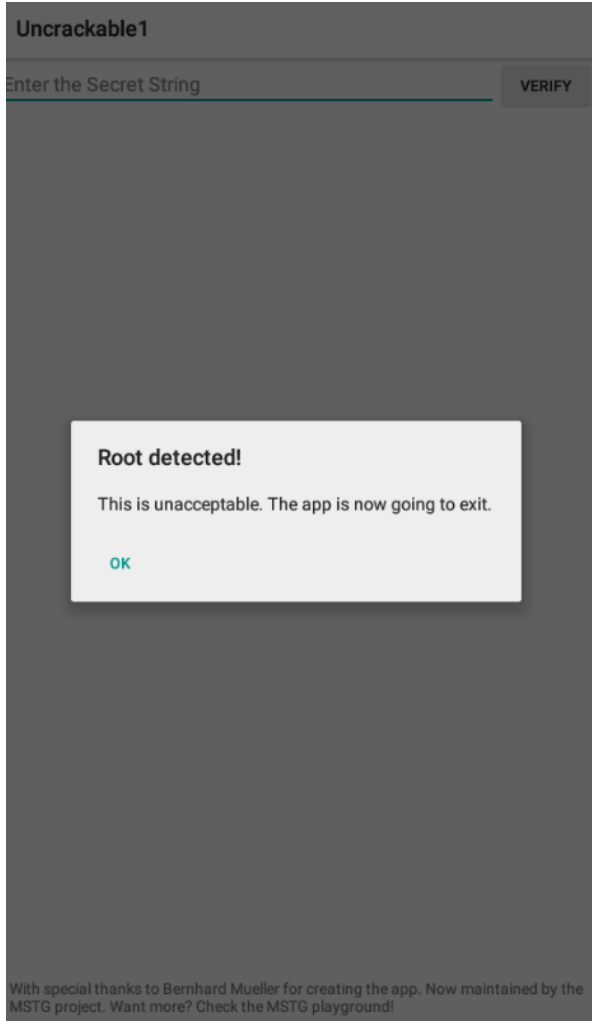 Uncrackable1
Enter the Secret String
VERIFY
Root detected!
This is unacceptable. The app is now going to exit.
OK
With special thanks to Bernhard Mueller for creating the app. Now maintained by the
MSTG project. Want more? Check the MSTG playground!